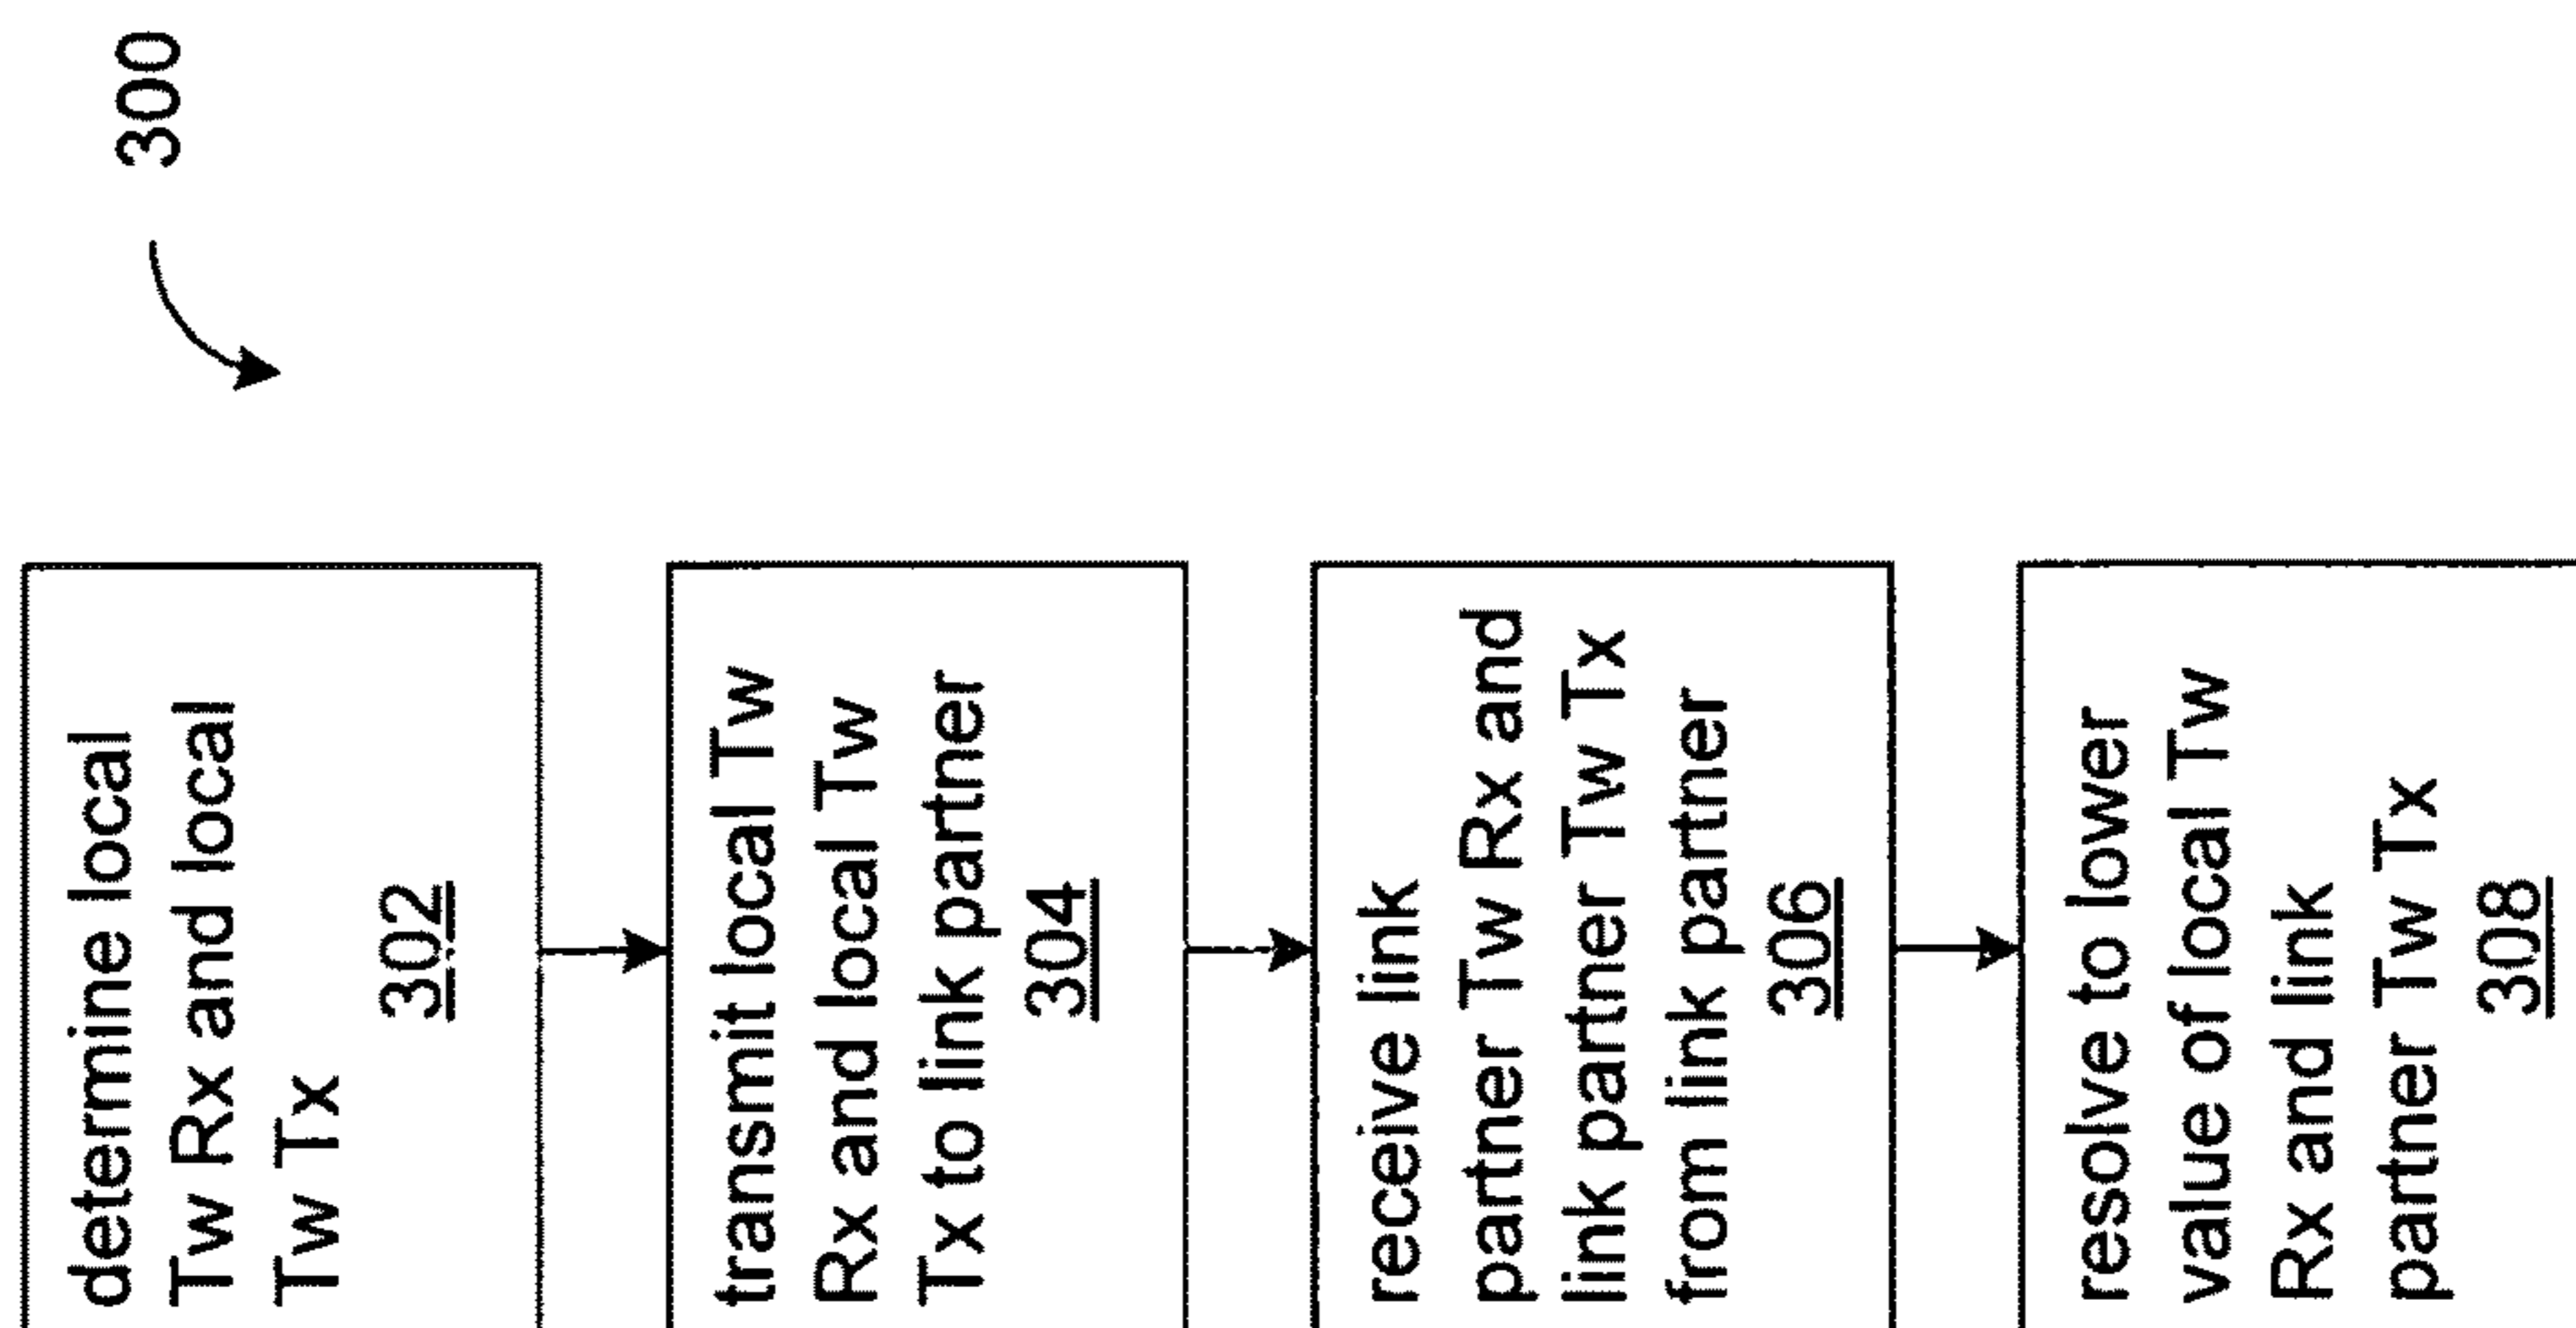 300
determine local
Tw Rx and local
Tw Tx
302
transmit local Tw
Rx and local Tw
Tx to link partner
304
receive link
partner Tw Rx and
link partner Tw Tx
from link partner
306
resolve to lower
value of local Tw
Rx and link
partner Tw Tx
308